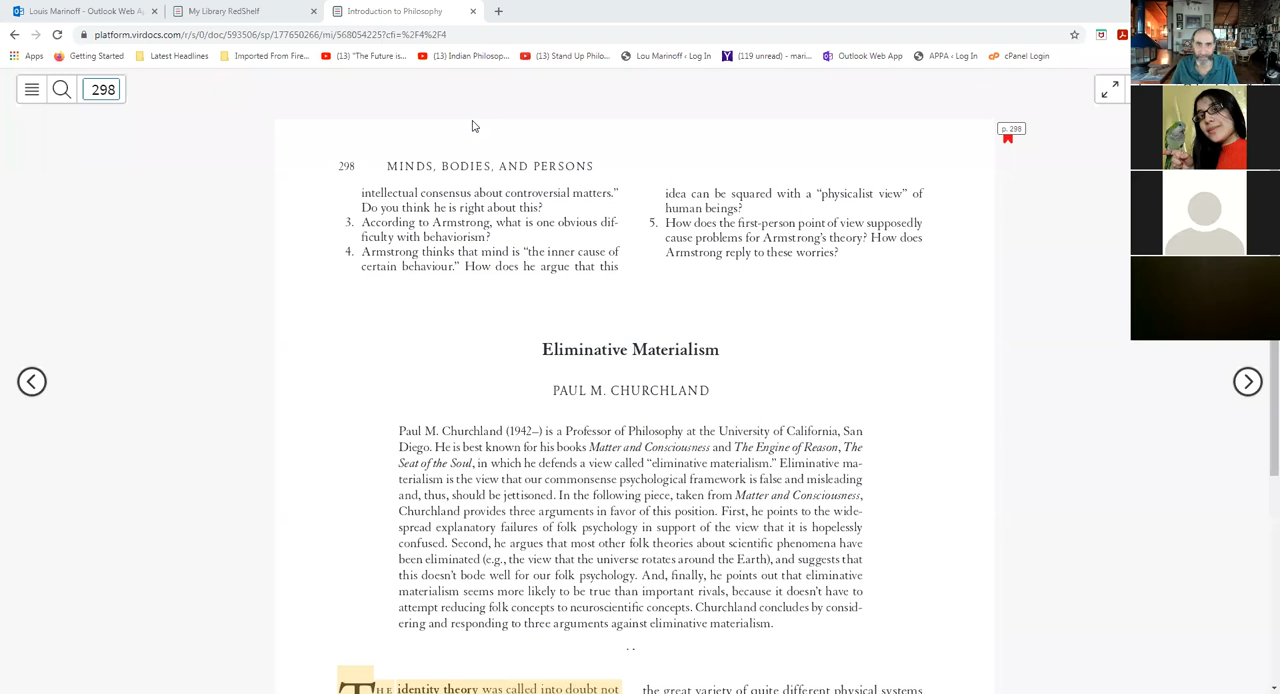 Louis Marinoff - Outlook Web A
My Library RedShelf
Introduction to Philosophy
platform.virdocs.com/r/s/0/doc/593506/sp/177650266/mi/568054225?cfi=%2F4%2F4
Apps
Getting Started
Latest Headlines
Imported From Fire...
(13) "The Future is...
(13) Indian Philosop...
(13) Stand Up Philo...
Lou Marinoff ‹ Log In
(119 unread) - mari...
Outlook Web App
APPA ‹ Log In
cPanel Login
298
p. 298
298 MINDS, BODIES, AND PERSONS
intellectual consensus about controversial matters."
Do you think he is right about this?
3. According to Armstrong, what is one obvious dif-
ficulty with behaviorism?
4. Armstrong thinks that mind is "the inner cause of
certain behaviour." How does he argue that this
idea can be squared with a "physicalist view" of
human beings?
5. How does the first-person point of view supposedly
cause problems for Armstrong's theory? How does
Armstrong reply to these worries?
Eliminative Materialism
PAUL M. CHURCHLAND
Paul M. Churchland (1942–) is a Professor of Philosophy at the University of California, San
Diego. He is best known for his books Matter and Consciousness and The Engine of Reason, The
Seat of the Soul, in which he defends a view called "eliminative materialism." Eliminative ma-
terialism is the view that our commonsense psychological framework is false and misleading
and, thus, should be jettisoned. In the following piece, taken from Matter and Consciousness,
Churchland provides three arguments in favor of this position. First, he points to the wide-
spread explanatory failures of folk psychology in support of the view that it is hopelessly
confused. Second, he argues that most other folk theories about scientific phenomena have
been eliminated (e.g., the view that the universe rotates around the Earth), and suggests that
this doesn't bode well for our folk psychology. And, finally, he points out that eliminative
materialism seems more likely to be true than important rivals, because it doesn't have to
attempt reducing folk concepts to neuroscientific concepts. Churchland concludes by consid-
ering and responding to three arguments against eliminative materialism.
THE identity theory was called into doubt not
the great variety of quite different physical systems